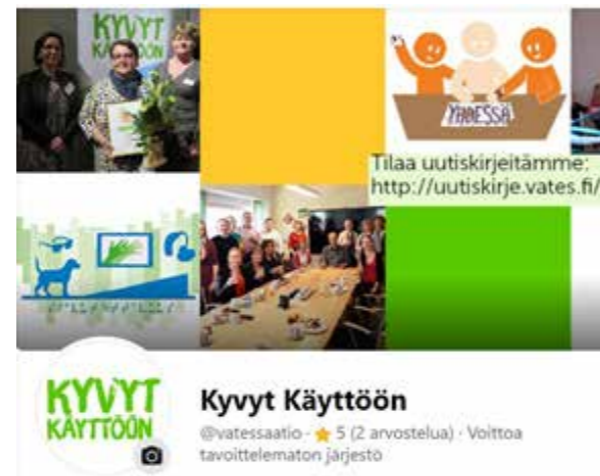 KYVYT
KÄYTTÖÖN
YHDESSÄ
Tilaa uutiskirjeitämme:
http://uutiskirje.vates.fi/
KYVYT
KÄYTTÖÖN
Kyvyt Käyttöön
@vatessaatio · 5 (2 arvostelua) · Voittoa
tavoittelematon järjestö